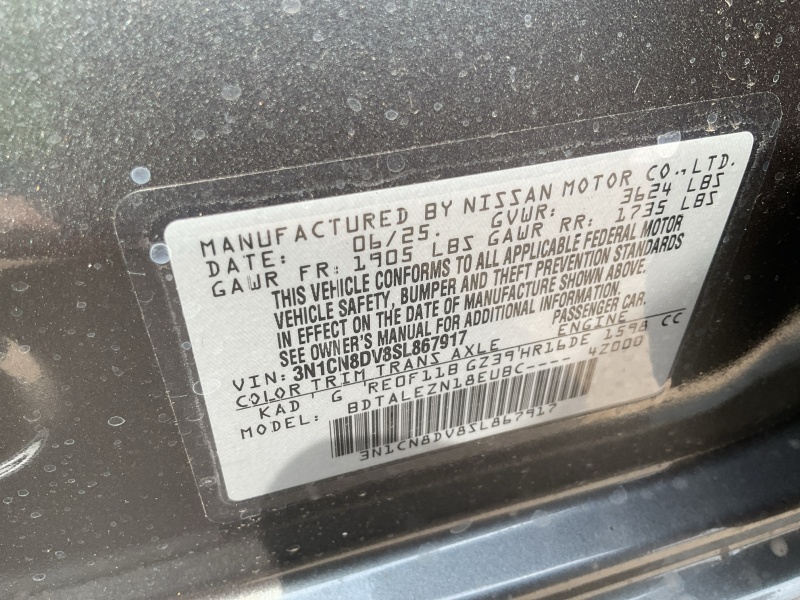 MANUFACTURED BY NISSAN MOTOR CO.,LTD.
DATE: 06/25. GVWR: 3624 LBS
GAWR FR: 1905 LBS GAWR RR: 1735 LBS
THIS VEHICLE CONFORMS TO ALL APPLICABLE FEDERAL MOTOR
VEHICLE SAFETY, BUMPER AND THEFT PREVENTION STANDARDS
IN EFFECT ON THE DATE OF MANUFACTURE SHOWN ABOVE.
SEE OWNER'S MANUAL FOR ADDITIONAL INFORMATION.
VIN: 3N1CN8DV8SL867917 PASSENGER CAR.
COLOR TRIM TRANS AXLE ENGINE
KAD ' G 'RE0F11B GZ39'HR16DE 1598 CC
MODEL: BDTALEZN18EUBC---- 4Z000
3N1CN8DV8SL867917